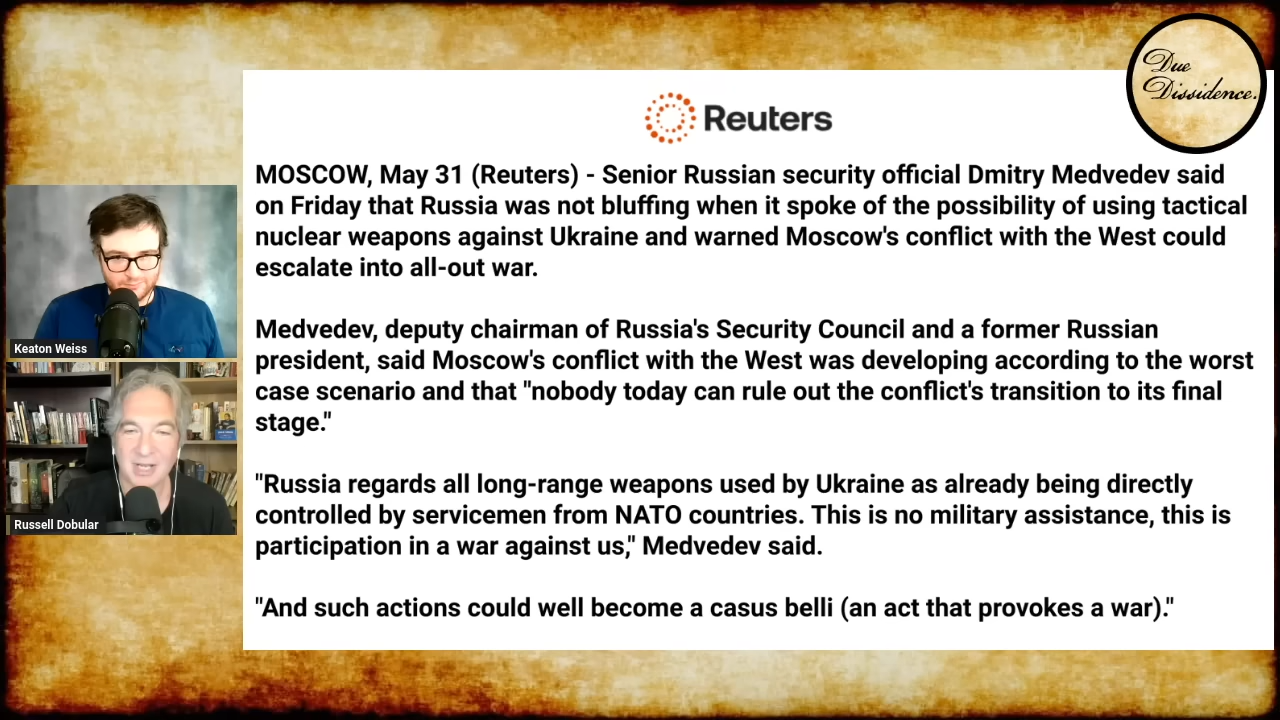 Due
Dissidence.
Reuters
MOSCOW, May 31 (Reuters) - Senior Russian security official Dmitry Medvedev said
on Friday that Russia was not bluffing when it spoke of the possibility of using tactical
nuclear weapons against Ukraine and warned Moscow's conflict with the West could
escalate into all-out war.
Medvedev, deputy chairman of Russia's Security Council and a former Russian
president, said Moscow's conflict with the West was developing according to the worst
case scenario and that "nobody today can rule out the conflict's transition to its final
stage."
"Russia regards all long-range weapons used by Ukraine as already being directly
controlled by servicemen from NATO countries. This is no military assistance, this is
participation in a war against us," Medvedev said.
"And such actions could well become a casus belli (an act that provokes a war)."
Keaton Weiss
Russell Dobular